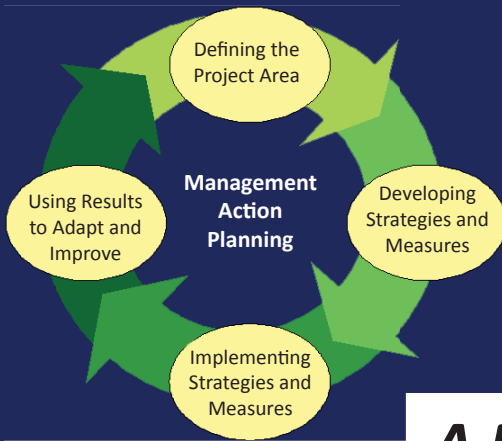 Defining the
Project Area
Developing
Strategies and
Measures
Implementing
Strategies and
Measures
Using Results
to Adapt and
Improve
Management
Action
Planning